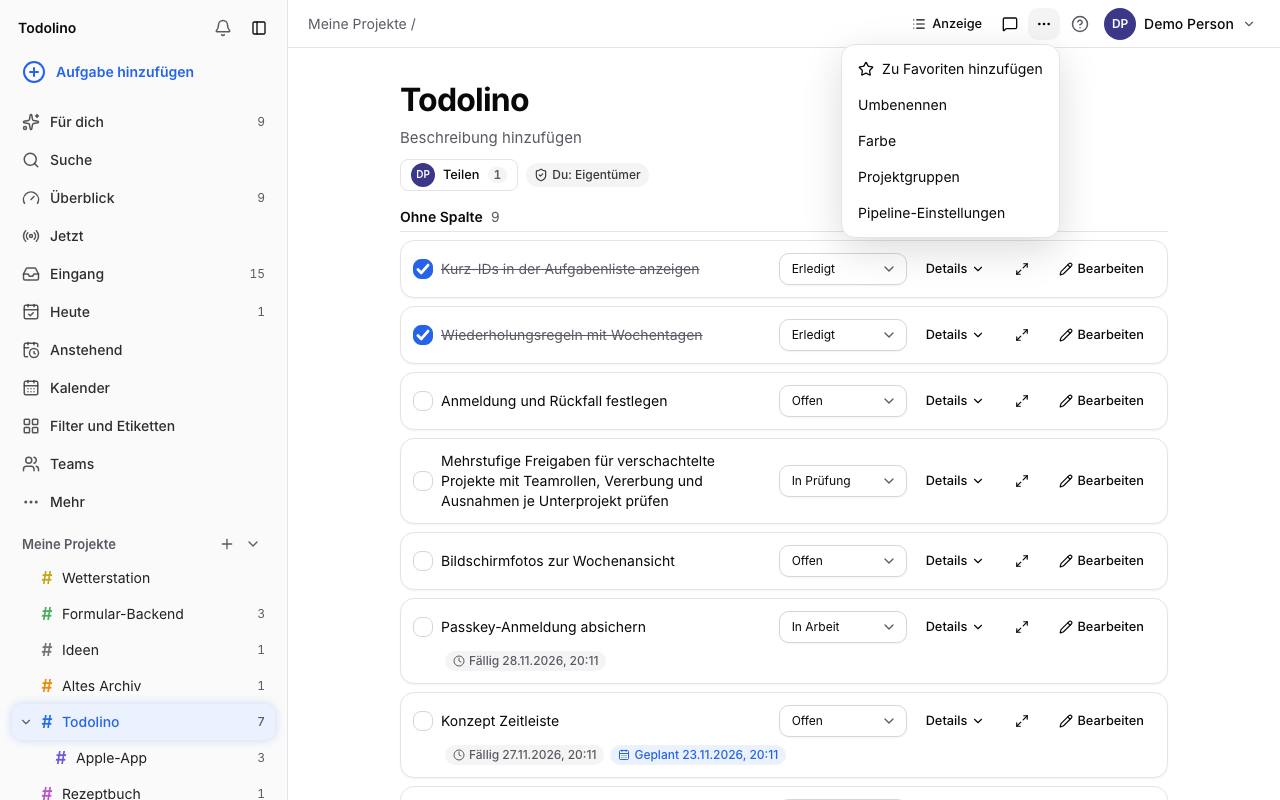 Todolino
Aufgabe hinzufügen
Für dich 9
Suche
Überblick 9
Jetzt
Eingang 15
Heute 1
Anstehend
Kalender
Filter und Etiketten
Teams
Mehr
Meine Projekte
# Wetterstation
# Formular-Backend 3
# Ideen 1
# Altes Archiv 1
# Todolino 7
# Apple-App 3
# Rezeptbuch 1
Meine Projekte /
Anzeige
DP Demo Person
Zu Favoriten hinzufügen
Umbenennen
Farbe
Projektgruppen
Pipeline-Einstellungen
Todolino
Beschreibung hinzufügen
DP Teilen 1 Du: Eigentümer
Ohne Spalte 9
Kurz-IDs in der Aufgabenliste anzeigen Erledigt Details Bearbeiten
Wiederholungsregeln mit Wochentagen Erledigt Details Bearbeiten
Anmeldung und Rückfall festlegen Offen Details Bearbeiten
Mehrstufige Freigaben für verschachtelte
Projekte mit Teamrollen, Vererbung und
Ausnahmen je Unterprojekt prüfen
In Prüfung Details Bearbeiten
Bildschirmfotos zur Wochenansicht Offen Details Bearbeiten
Passkey-Anmeldung absichern In Arbeit Details Bearbeiten
Fällig 28.11.2026, 20:11
Konzept Zeitleiste Offen Details Bearbeiten
Fällig 27.11.2026, 20:11 Geplant 23.11.2026, 20:11